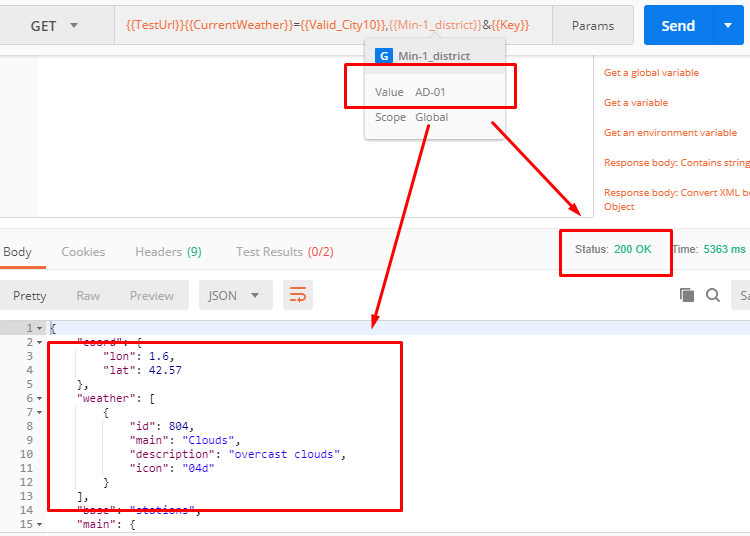 GET {{TestUrl}}{{CurrentWeather}}={{Valid_City10}},{{Min-1_district}}&{{Key}} Params Send
G Min-1_district
Value AD-01
Scope Global
Get a global variable
Get a variable
Get an environment variable
Response body: Contains string
Response body: Convert XML bo
Object
Body Cookies Headers (9) Test Results (0/2) Status: 200 OK Time: 5363 ms
Pretty Raw Preview JSON Sa
1 {
2 "coord": {
3 "lon": 1.6,
4 "lat": 42.57
5 },
6 "weather": [
7 {
8 "id": 804,
9 "main": "Clouds",
10 "description": "overcast clouds",
11 "icon": "04d"
12 }
13 ],
14 "base": "stations",
15 "main": {